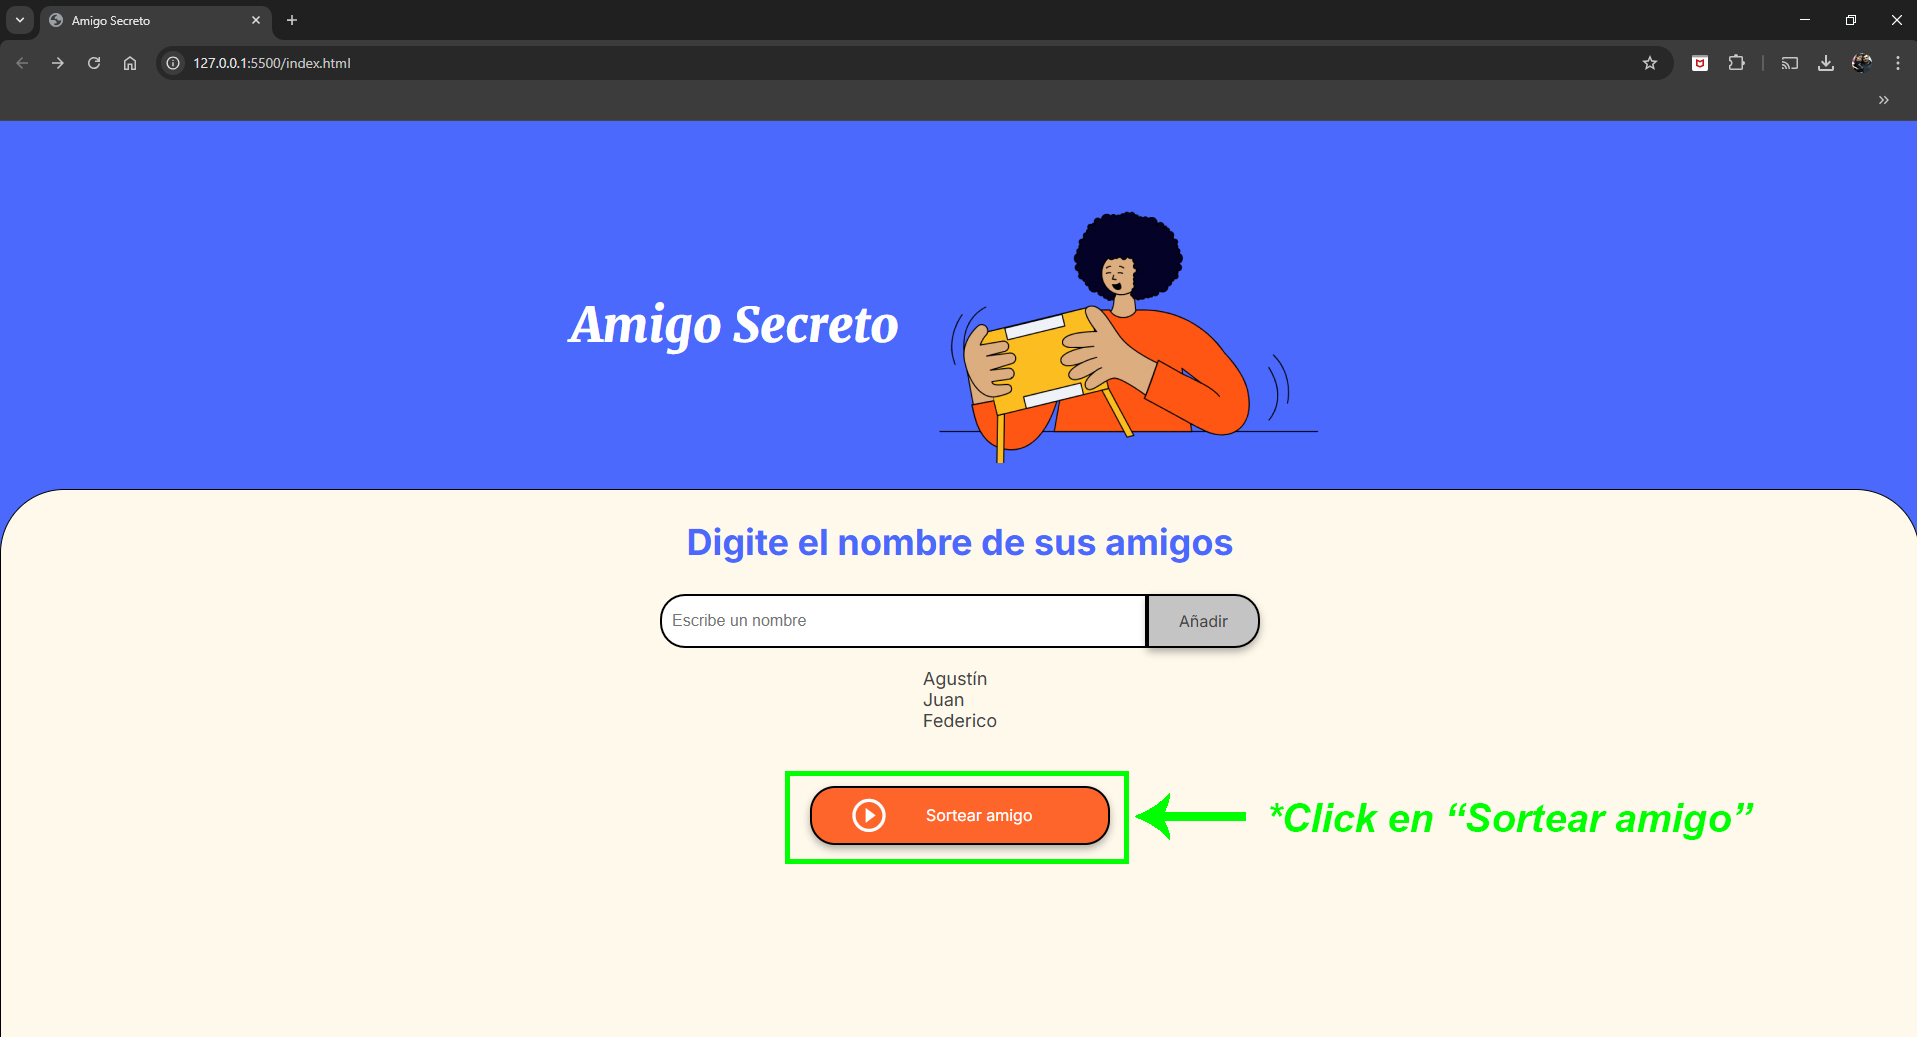 Amigo Secreto
127.0.0.1:5500/index.html
Amigo Secreto
Digite el nombre de sus amigos
Escribe un nombre
Añadir
Agustín
Juan
Federico
Sortear amigo
*Click en “Sortear amigo”